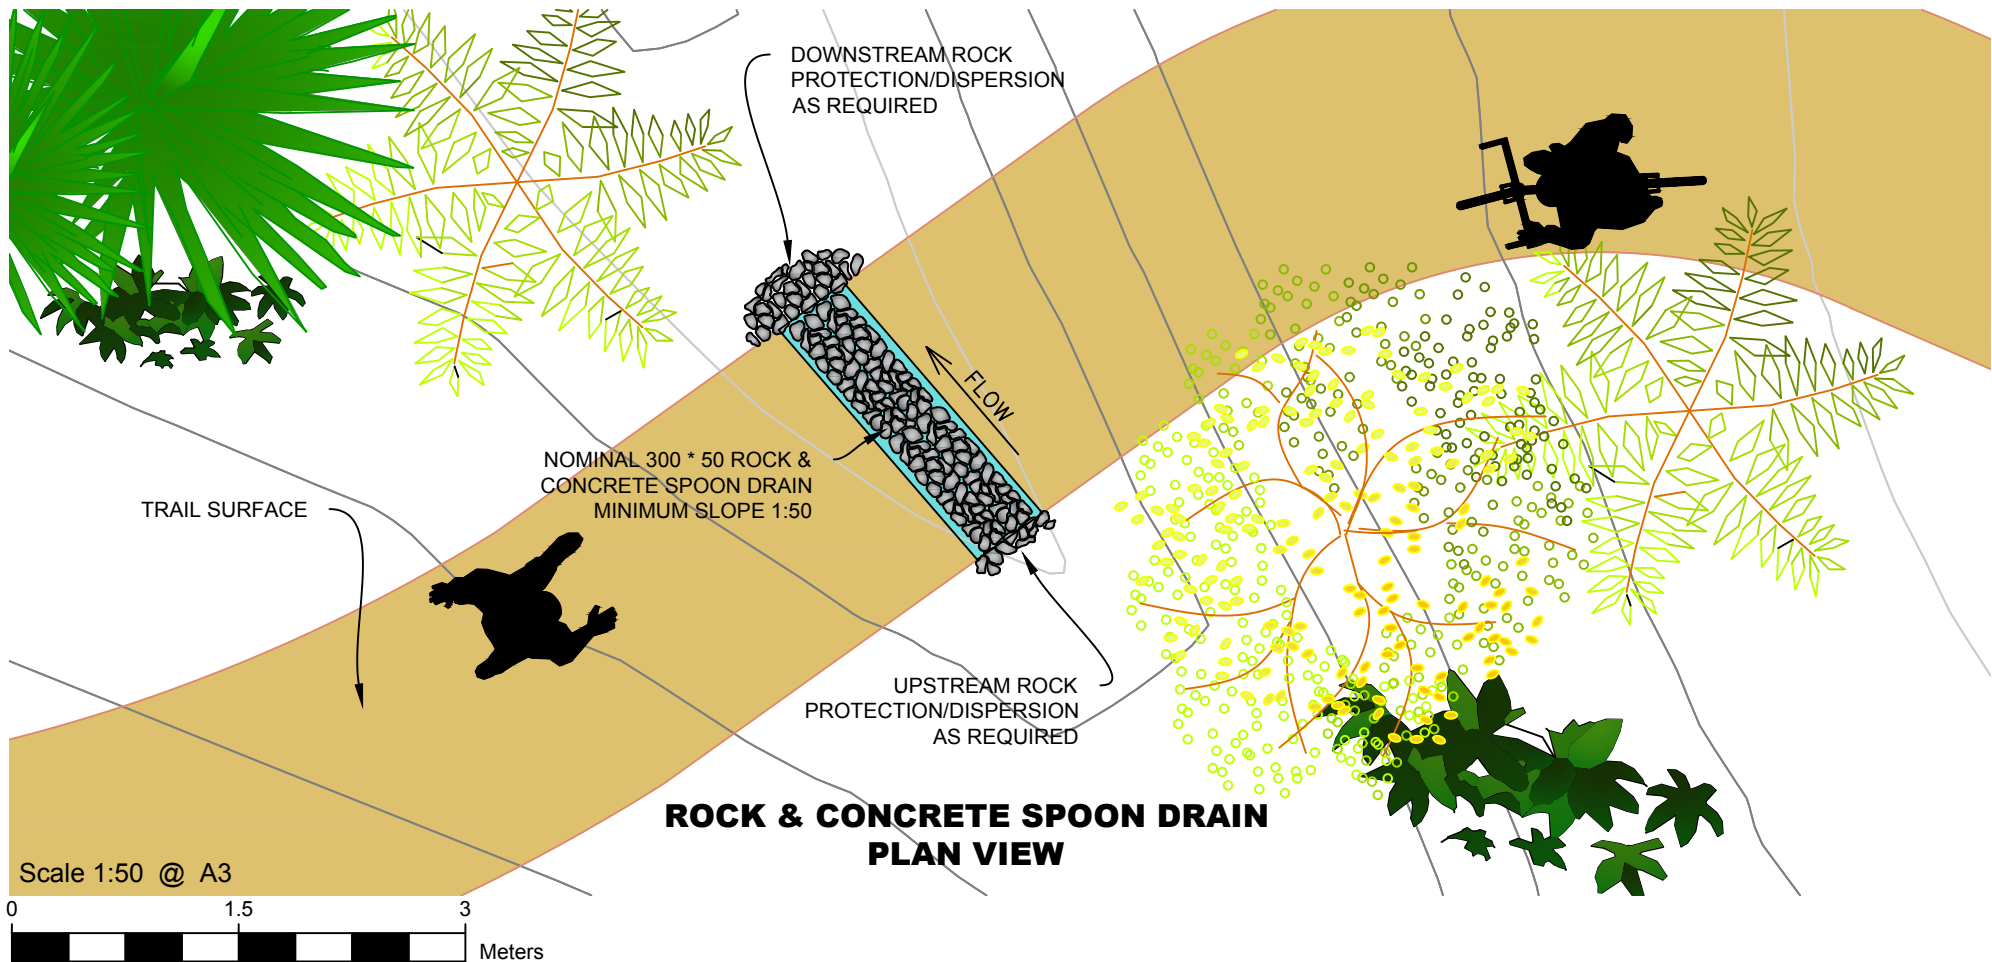 DOWNSTREAM ROCK
PROTECTION/DISPERSION
AS REQUIRED
FLOW
NOMINAL 300 * 50 ROCK &
CONCRETE SPOON DRAIN
MINIMUM SLOPE 1:50
TRAIL SURFACE
UPSTREAM ROCK
PROTECTION/DISPERSION
AS REQUIRED
ROCK & CONCRETE SPOON DRAIN
PLAN VIEW
Scale 1:50 @ A3
0 1.5 3
Meters